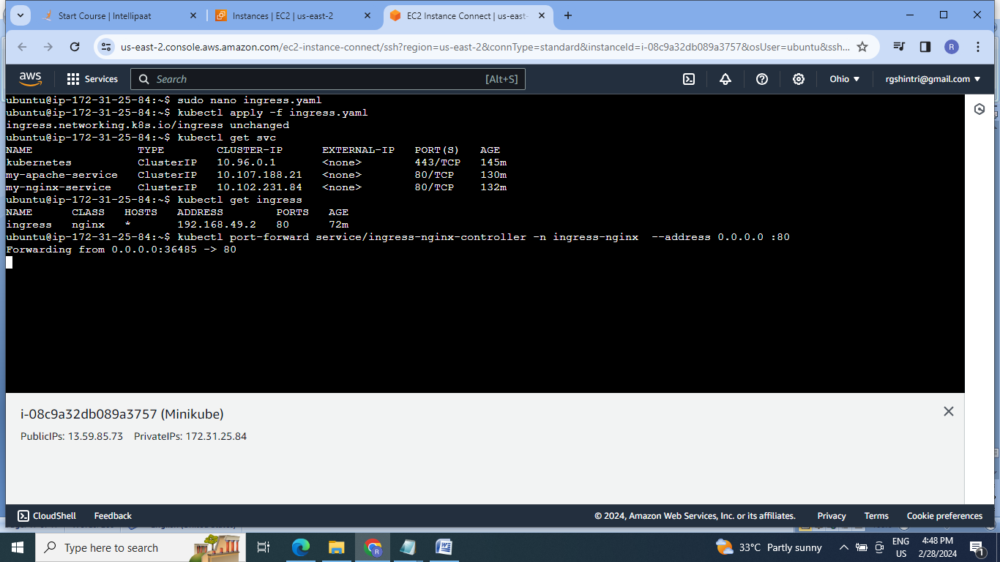 Start Course | Intellipaat
Instances | EC2 | us-east-2
EC2 Instance Connect | us-east-
us-east-2.console.aws.amazon.com/ec2-instance-connect/ssh?region=us-east-2&connType=standard&instanceId=i-08c9a32db089a3757&osUser=ubuntu&ssh...
R
aws
Services
Search
[Alt+S]
Ohio
rgshintri@gmail.com
ubuntu@ip-172-31-25-84:~$ sudo nano ingress.yaml
ubuntu@ip-172-31-25-84:~$ kubectl apply -f ingress.yaml
ingress.networking.k8s.io/ingress unchanged
ubuntu@ip-172-31-25-84:~$ kubectl get svc
NAME TYPE CLUSTER-IP EXTERNAL-IP PORT(S) AGE
kubernetes ClusterIP 10.96.0.1 <none> 443/TCP 145m
my-apache-service ClusterIP 10.107.188.21 <none> 80/TCP 130m
my-nginx-service ClusterIP 10.102.231.84 <none> 80/TCP 132m
ubuntu@ip-172-31-25-84:~$ kubectl get ingress
NAME CLASS HOSTS ADDRESS PORTS AGE
ingress nginx * 192.168.49.2 80 72m
ubuntu@ip-172-31-25-84:~$ kubectl port-forward service/ingress-nginx-controller -n ingress-nginx --address 0.0.0.0 :80
Forwarding from 0.0.0.0:36485 -> 80
i-08c9a32db089a3757 (Minikube)
PublicIPs: 13.59.85.73 PrivateIPs: 172.31.25.84
CloudShell
Feedback
© 2024, Amazon Web Services, Inc. or its affiliates.
Privacy
Terms
Cookie preferences
Type here to search
33°C Partly sunny
ENG
US
4:48 PM
2/28/2024
1